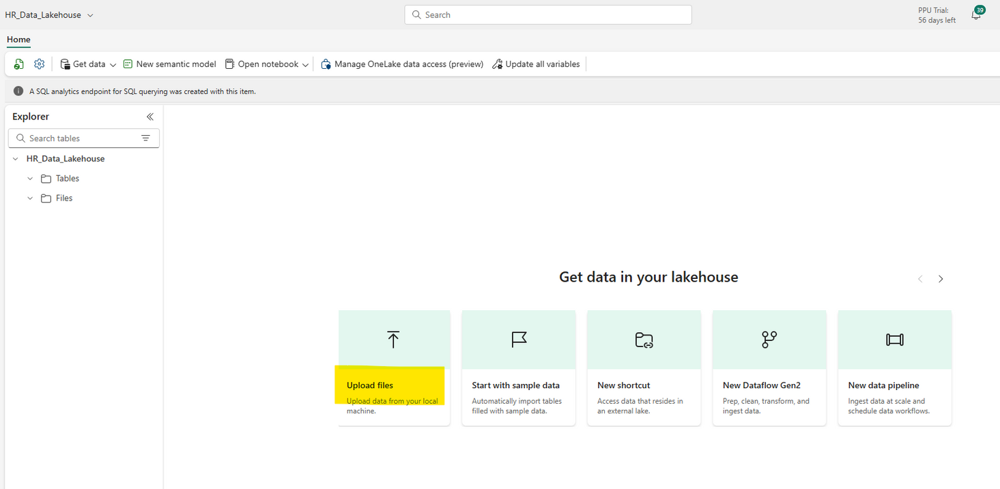 HR_Data_Lakehouse
Search
PPU Trial:
56 days left
39
Home
Get data
New semantic model
Open notebook
Manage OneLake data access (preview)
Update all variables
A SQL analytics endpoint for SQL querying was created with this item.
Explorer
Search tables
HR_Data_Lakehouse
Tables
Files
Get data in your lakehouse
Upload files
Upload data from your local
machine.
Start with sample data
Automatically import tables
filled with sample data.
New shortcut
Access data that resides in
an external lake.
New Dataflow Gen2
Prep, clean, transform, and
ingest data.
New data pipeline
Ingest data at scale and
schedule data workflows.